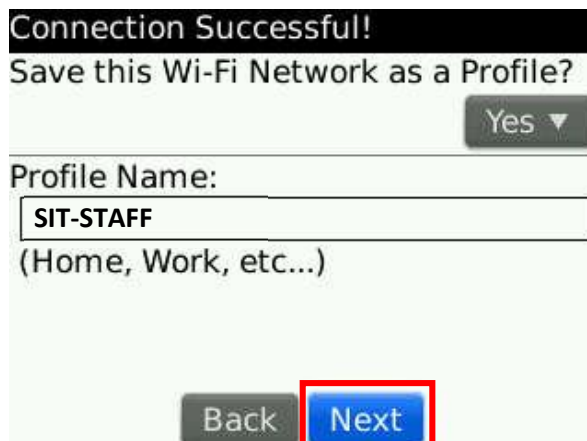 Connection Successful!
Save this Wi-Fi Network as a Profile?
Yes ▼
Profile Name:
SIT-STAFF
(Home, Work, etc...)
Back Next